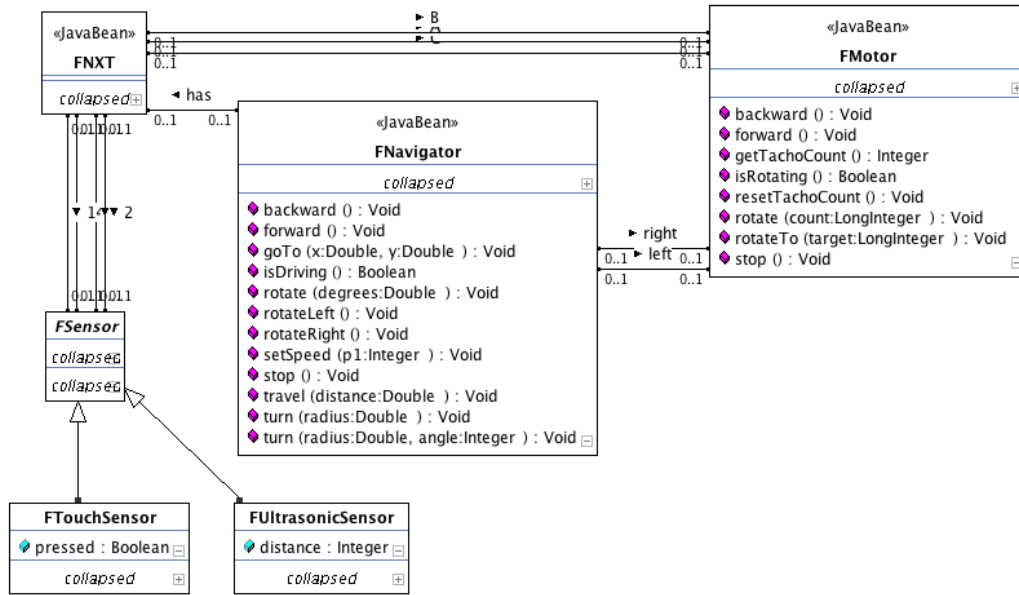 «JavaBean»
FNXT
collapsed
B
C
0..1
0..1
0..1
0..1
0..1
0..1
«JavaBean»
FMotor
collapsed
backward () : Void
forward () : Void
getTachoCount () : Integer
isRotating () : Boolean
resetTachoCount () : Void
rotate (count:LongInteger ) : Void
rotateTo (target:LongInteger ) : Void
stop () : Void
has
0..1
0..1
«JavaBean»
FNavigator
collapsed
backward () : Void
forward () : Void
goTo (x:Double, y:Double ) : Void
isDriving () : Boolean
rotate (degrees:Double ) : Void
rotateLeft () : Void
rotateRight () : Void
setSpeed (p1:Integer ) : Void
stop () : Void
travel (distance:Double ) : Void
turn (radius:Double ) : Void
turn (radius:Double, angle:Integer ) : Void
right
0..1
left
0..1
0..1
0..1
1
2
FSensor
collapsed
collapsed
FTouchSensor
pressed : Boolean
collapsed
FUltrasonicSensor
distance : Integer
collapsed